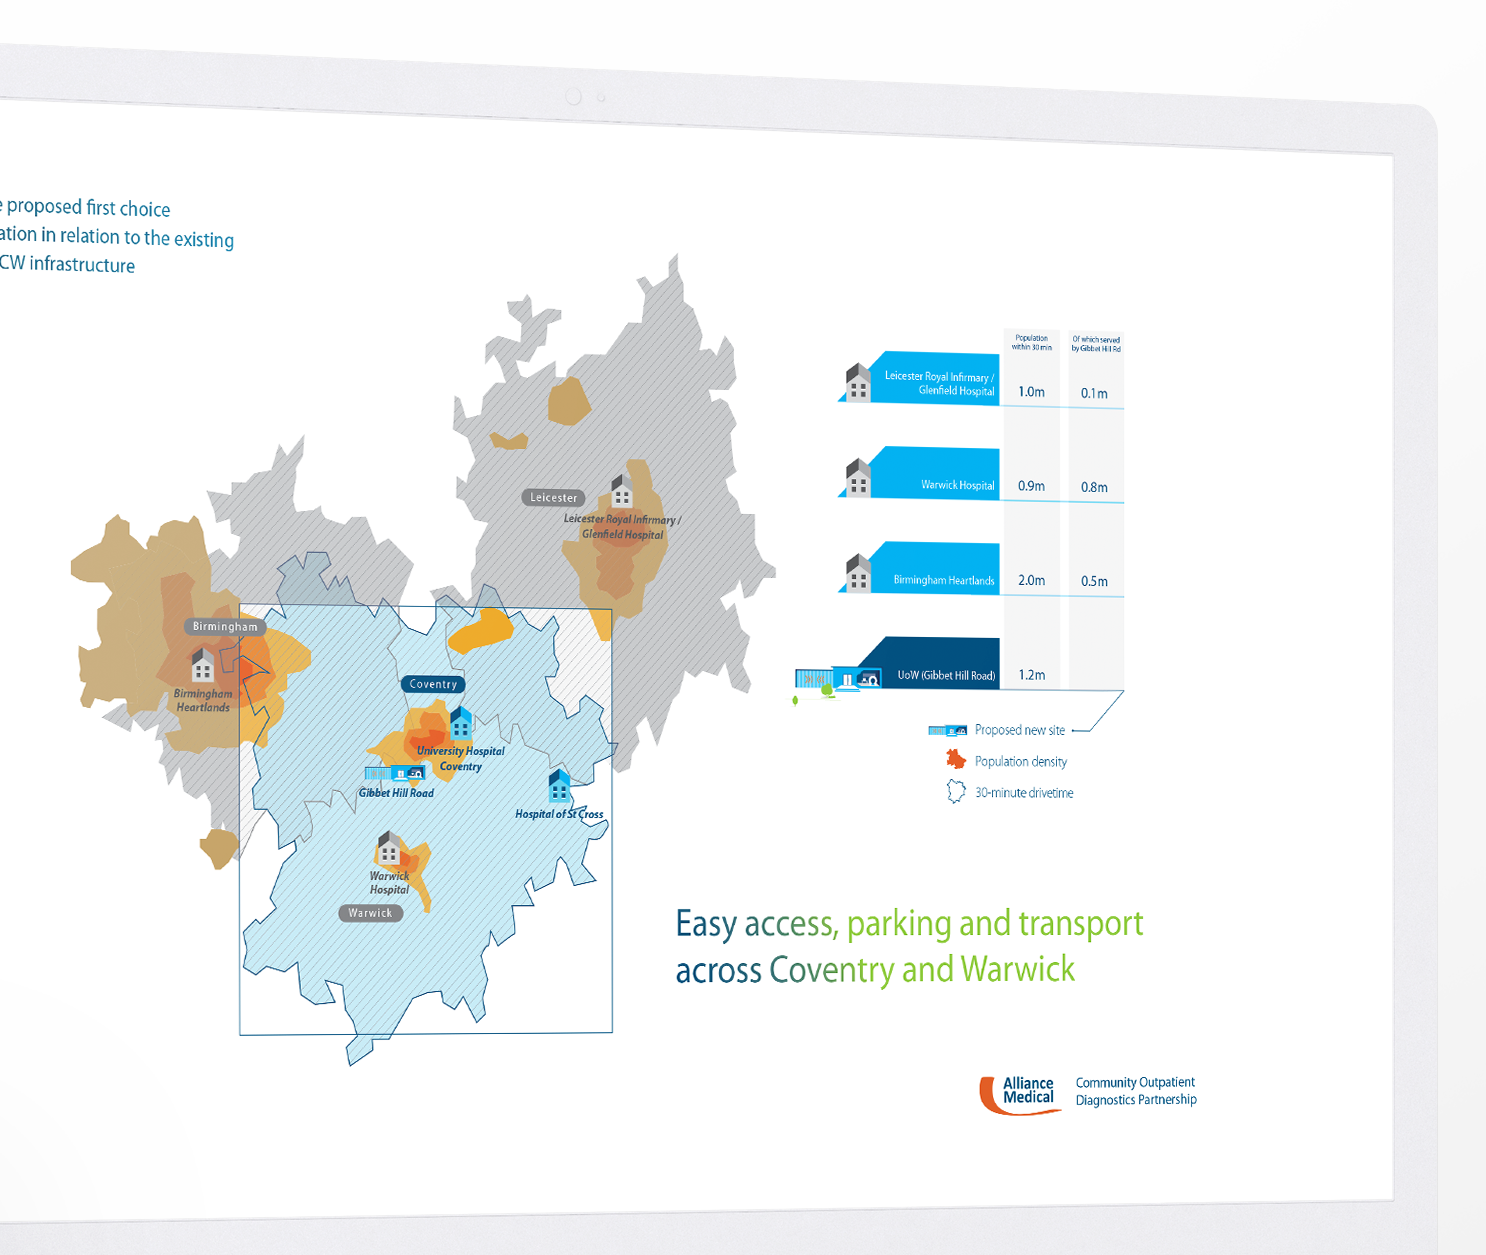 e proposed first choice
ation in relation to the existing
CW infrastructure
Population
within 30 min
Of which served
by Gibbet Hill Rd
Leicester Royal Infirmary /
Glenfield Hospital
1.0m
0.1m
Warwick Hospital
0.9m
0.8m
Birmingham Heartlands
2.0m
0.5m
UoW (Gibbet Hill Road)
1.2m
Proposed new site
Population density
30-minute drivetime
Leicester
Leicester Royal Infirmary /
Glenfield Hospital
Birmingham
Birmingham
Heartlands
Coventry
University Hospital
Coventry
Gibbet Hill Road
Hospital of St Cross
Warwick
Hospital
Warwick
Easy access, parking and transport
across Coventry and Warwick
Alliance
Medical
Community Outpatient
Diagnostics Partnership